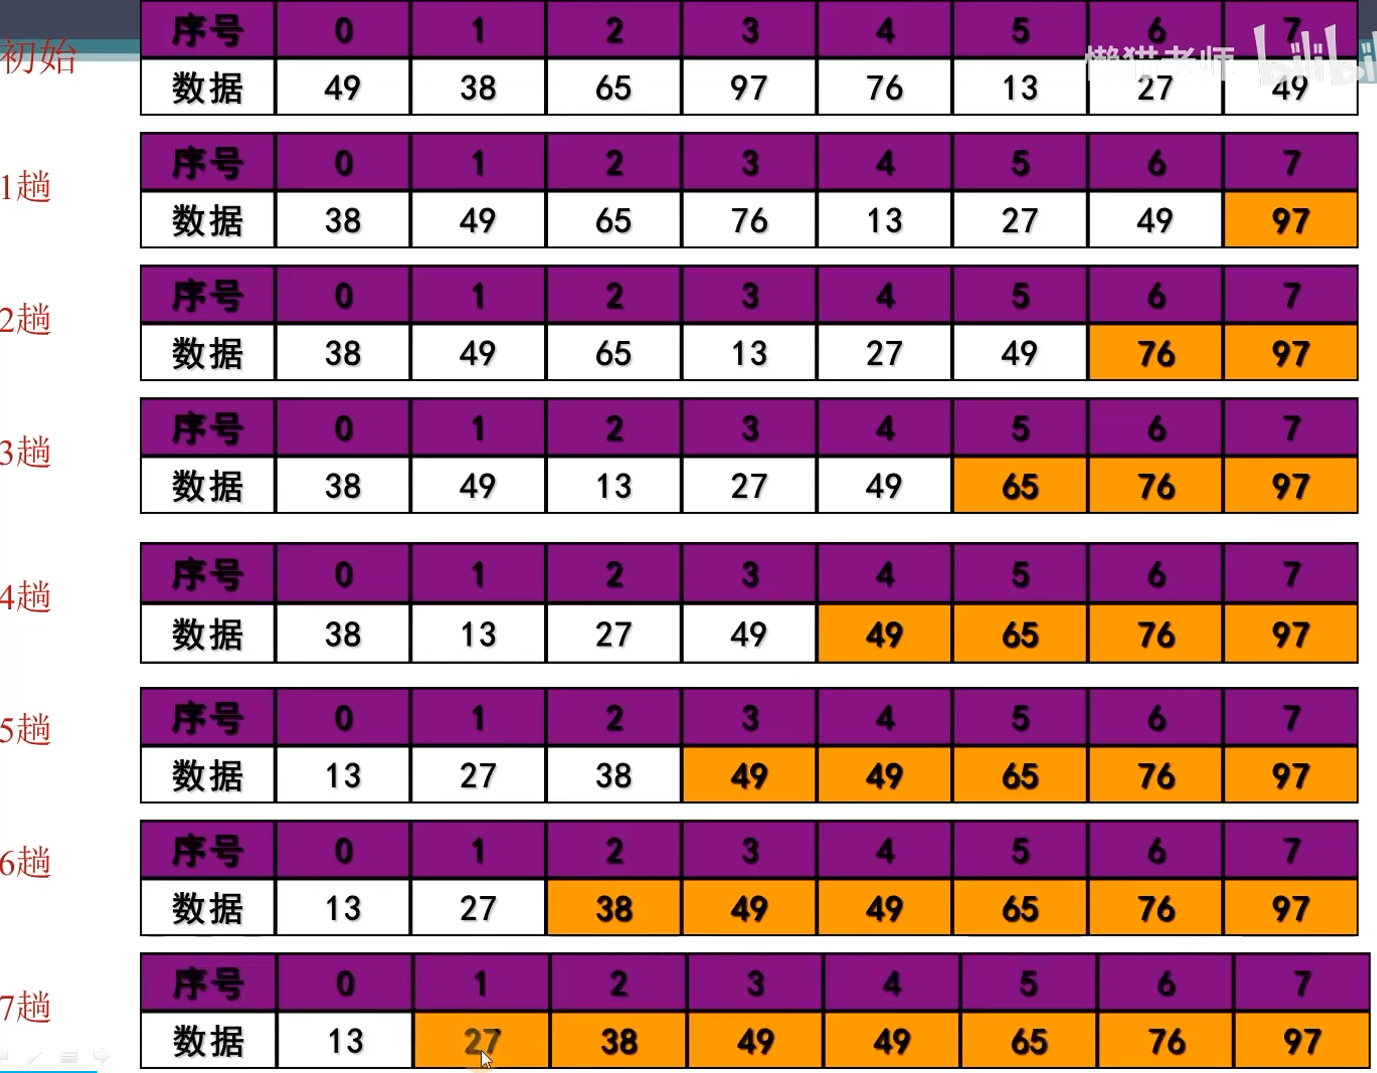 序号 0 1 2 3 4 5 6 7
懒猫老师 bilibili
初始
数据 49 38 65 97 76 13 27 49
序号 0 1 2 3 4 5 6 7
1趟
数据 38 49 65 76 13 27 49 97
序号 0 1 2 3 4 5 6 7
2趟
数据 38 49 65 13 27 49 76 97
序号 0 1 2 3 4 5 6 7
3趟
数据 38 49 13 27 49 65 76 97
序号 0 1 2 3 4 5 6 7
4趟
数据 38 13 27 49 49 65 76 97
序号 0 1 2 3 4 5 6 7
5趟
数据 13 27 38 49 49 65 76 97
序号 0 1 2 3 4 5 6 7
6趟
数据 13 27 38 49 49 65 76 97
序号 0 1 2 3 4 5 6 7
7趟
数据 13 27 38 49 49 65 76 97